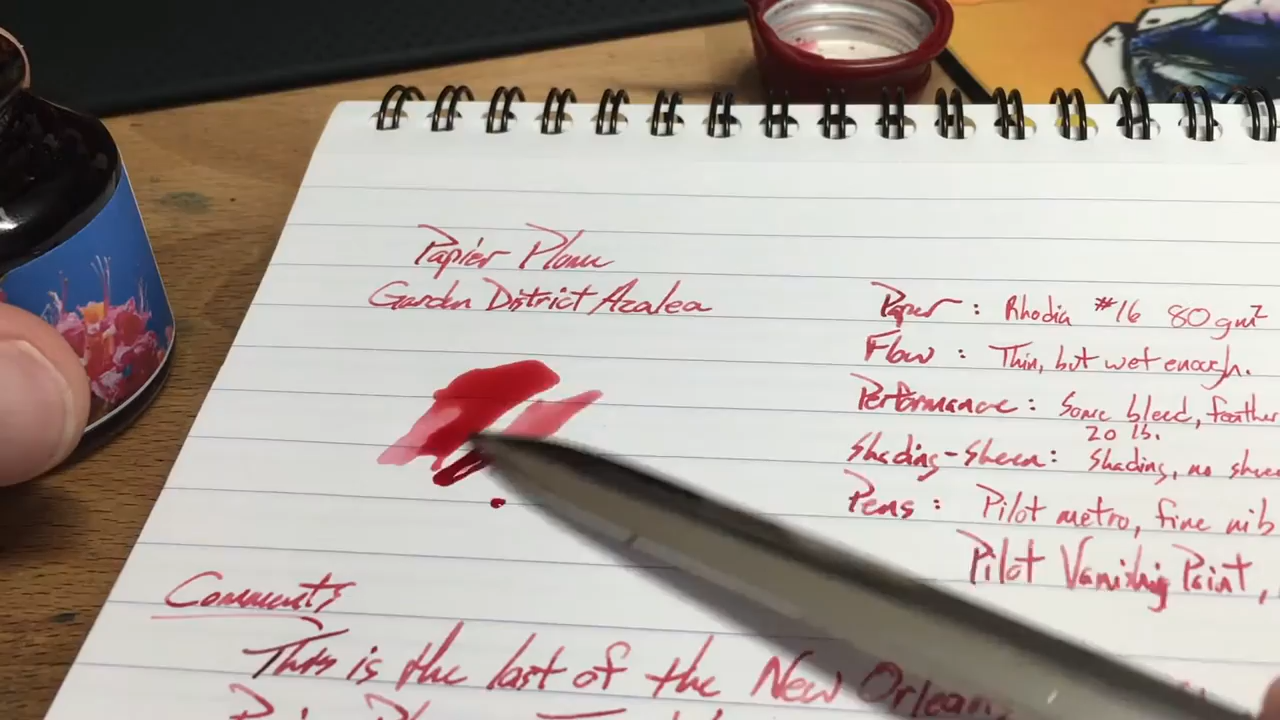 Papier Plume
Garden District Azalea
Paper : Rhodia #16 80 gm²
Flow : Thin, but wet enough.
Performance : Some bleed, feather
20 lb.
Shading-Sheen: Shading, no shee
Pens : Pilot metro, fine nib
Pilot Vanishing Point,
Comments
This is the last of the New Orleans